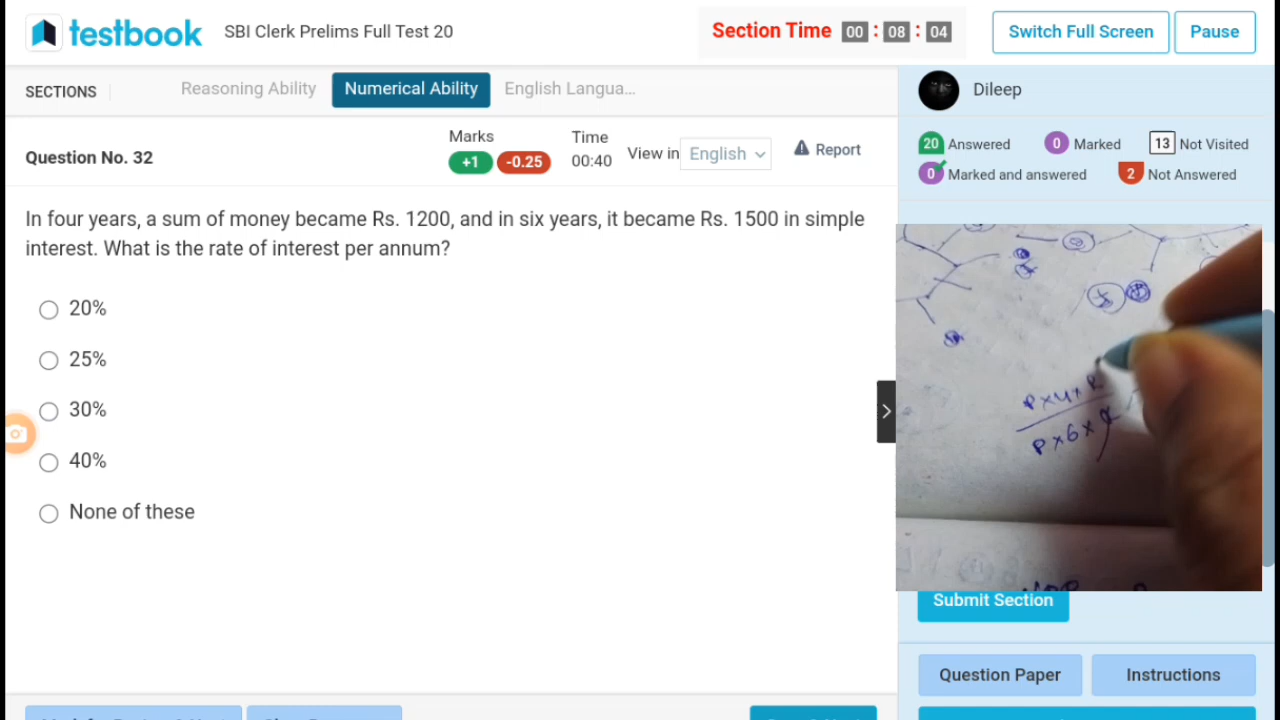 testbook SBI Clerk Prelims Full Test 20 Section Time 00 : 08 : 04 Switch Full Screen Pause
SECTIONS Reasoning Ability Numerical Ability English Langua...
Dileep
Question No. 32
Marks
+1 -0.25
Time
00:40
View in English
Report
20 Answered 0 Marked 13 Not Visited
0 Marked and answered 2 Not Answered
In four years, a sum of money became Rs. 1200, and in six years, it became Rs. 1500 in simple
interest. What is the rate of interest per annum?
20%
25%
30%
40%
None of these
P x 4 x R
P x 6 x
Submit Section
Question Paper Instructions